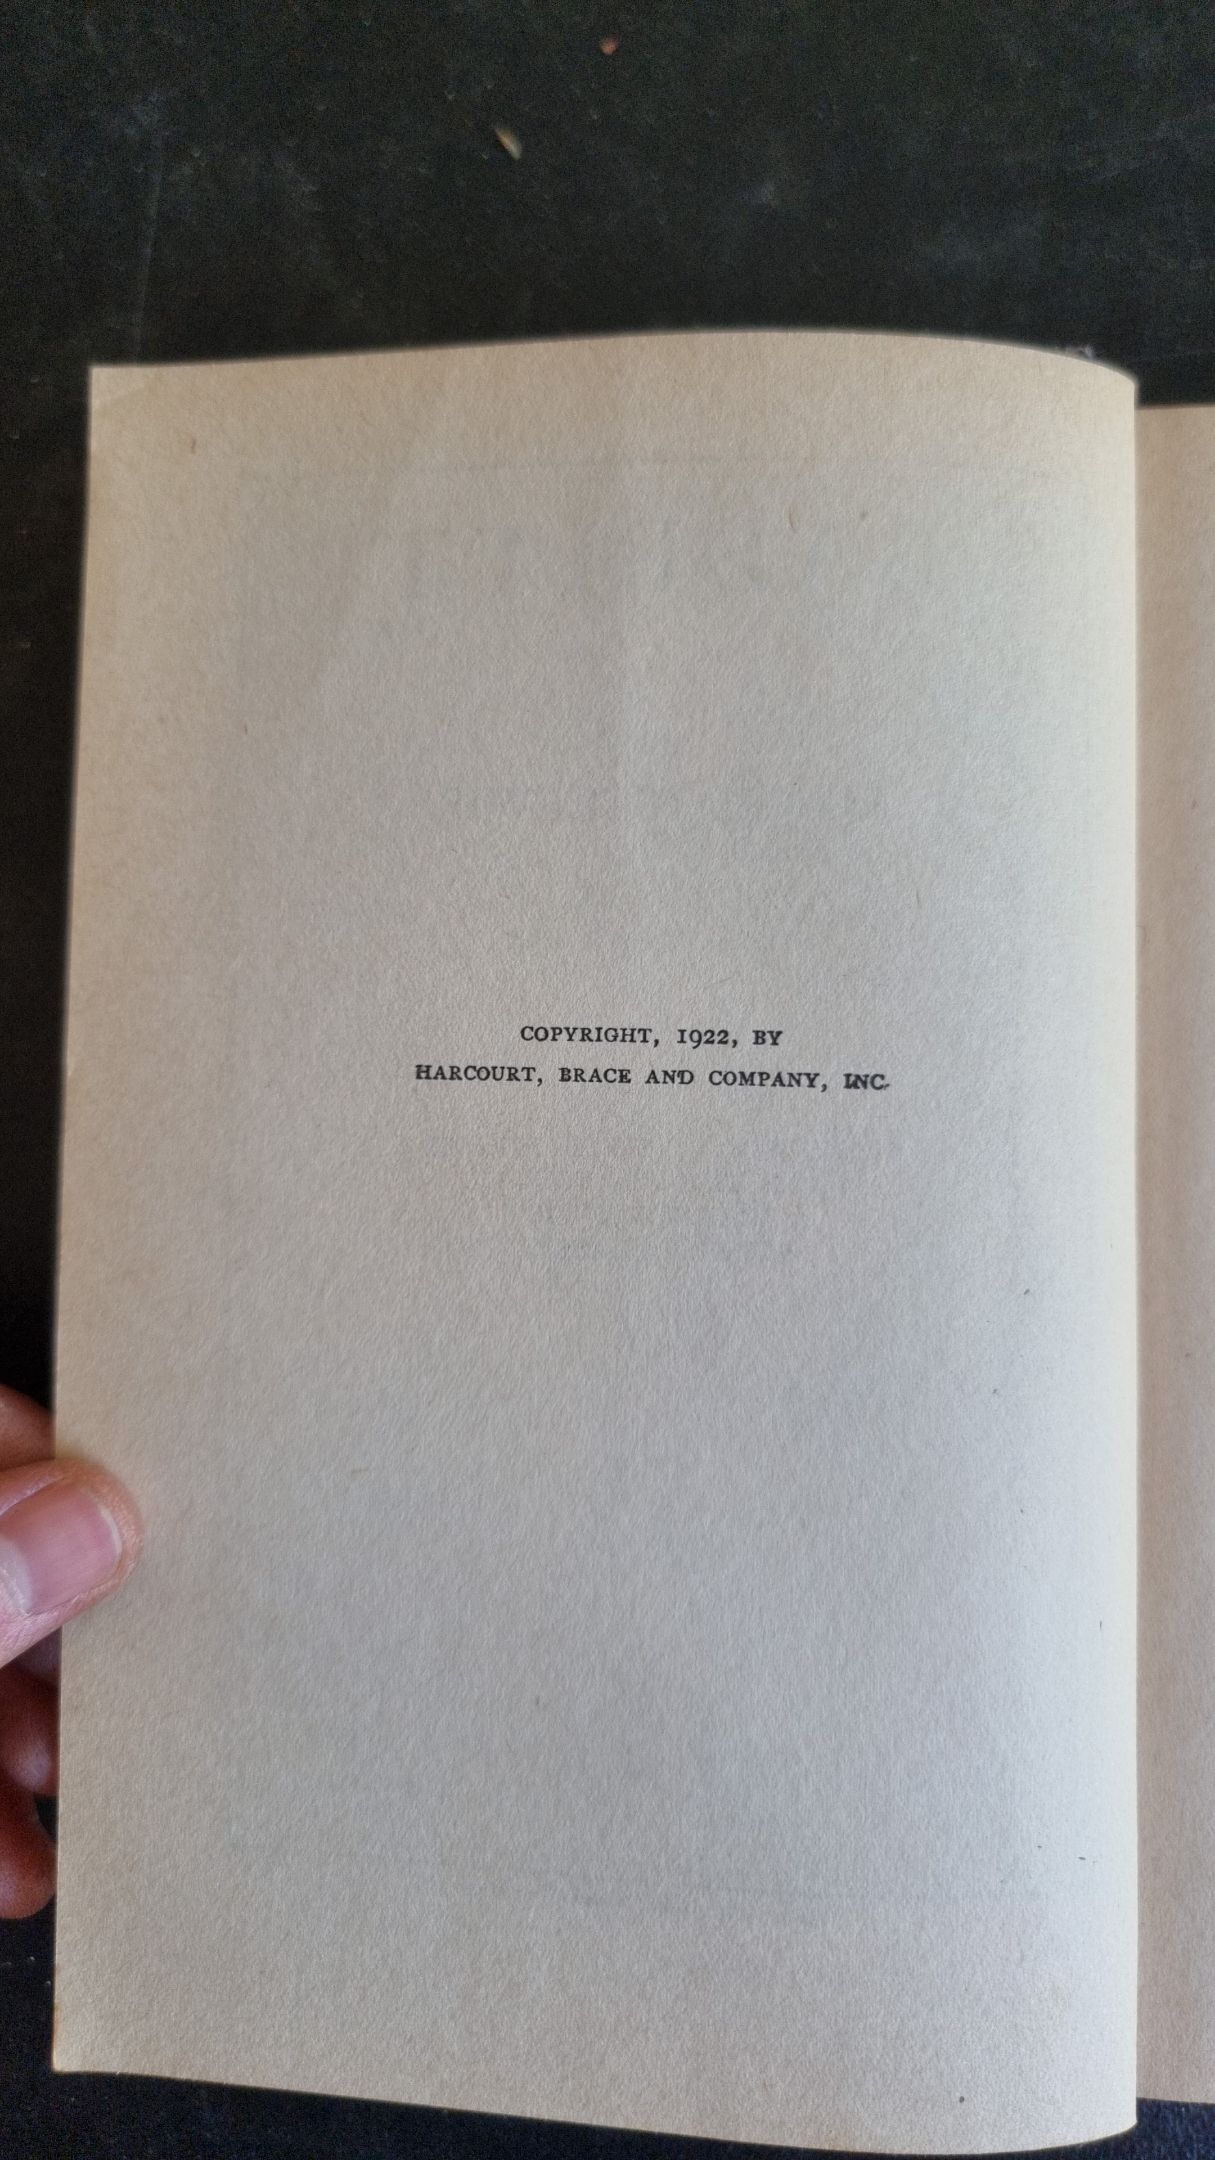 COPYRIGHT, 1922, BY
HARCOURT, BRACE AND COMPANY, INC.